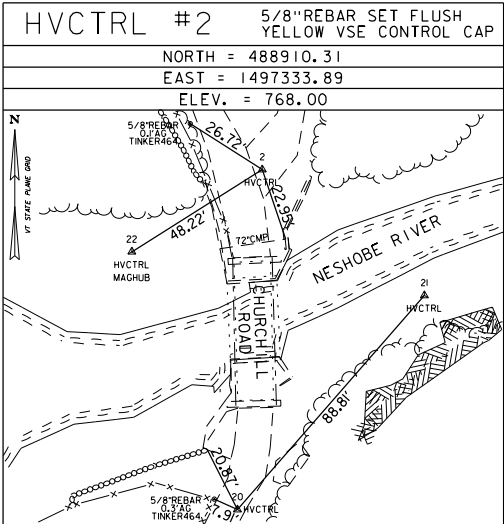 HVCTRL #2
5/8"REBAR SET FLUSH
YELLOW VSE CONTROL CAP
NORTH = 488910.31
EAST = 1497333.89
ELEV. = 768.00
N
VT STATE PLANE GRID
5/8"REBAR
0.1'AG
TINKER464
26.72'
2
HVCTRL
22.95'
48.22'
22
HVCTRL
MAGHUB
72"CMP
NESHOBE RIVER
21
HVCTRL
CHURCHILL
ROAD
88.81'
20.87'
5/8"REBAR
0.3'AG
TINKER464
7.91'
20
HVCTRL